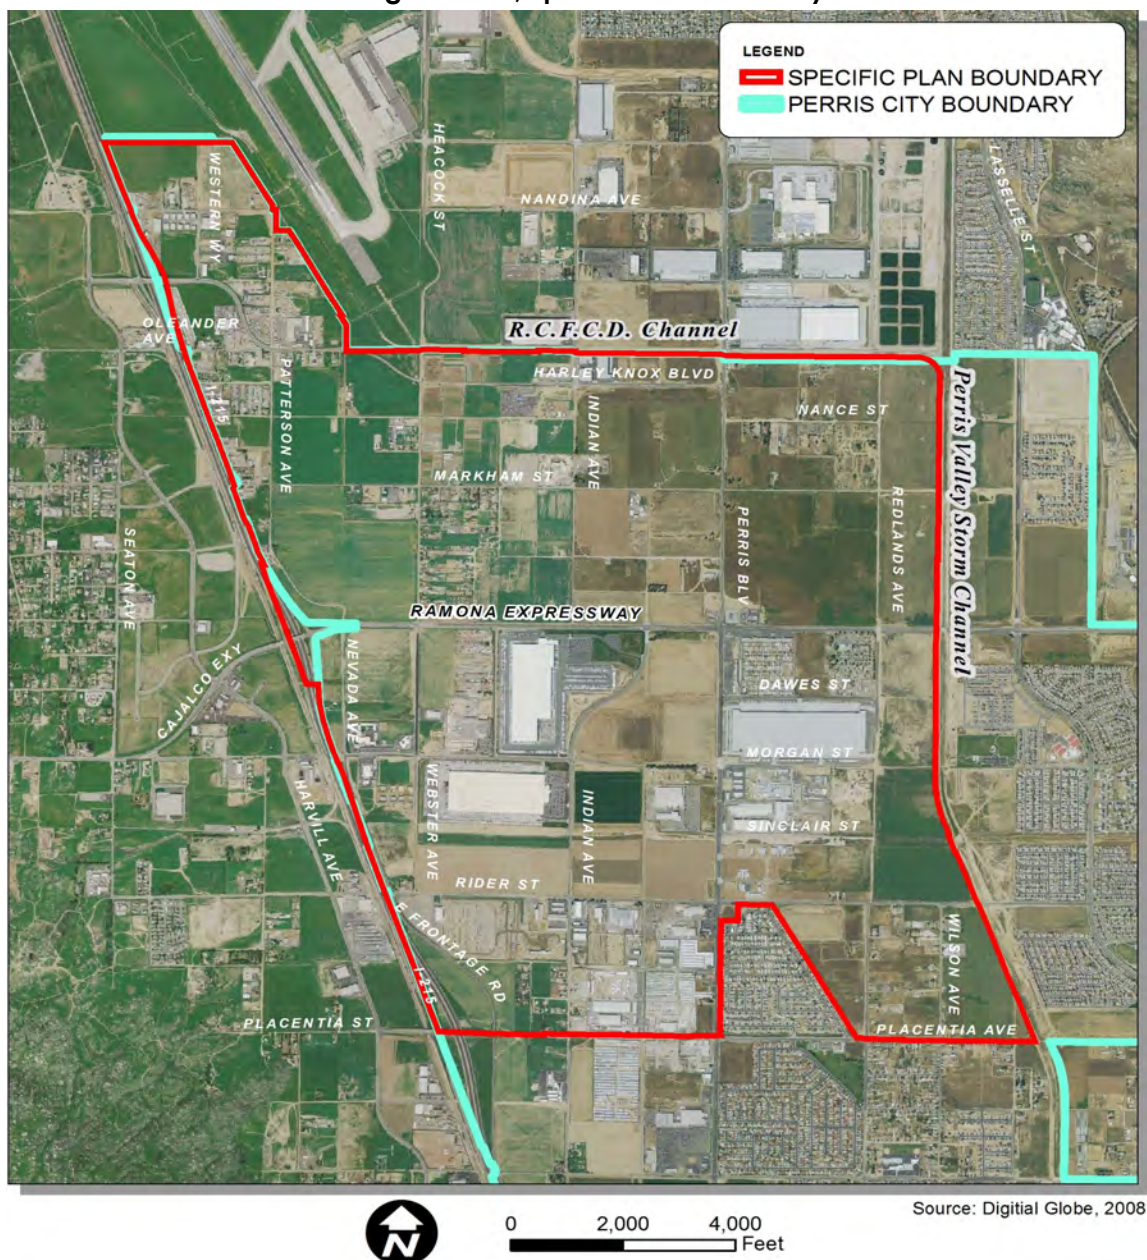 LEGEND
SPECIFIC PLAN BOUNDARY
PERRIS CITY BOUNDARY
HEACOCK ST
LASSELLE ST
WESTERN WY
NANDINA AVE
OLEANDER
AVE
R.C.F.C.D. Channel
HARLEY KNOX BLVD
PATTERSON AVE
I-215
INDIAN AVE
NANCE ST
Perris Valley Storm Channel
MARKHAM ST
REDLANDS AVE
PERRIS BLV
SEATON AVE
RAMONA EXPRESSWAY
CAJALCO EXY
NEVADA AVE
DAWES ST
MORGAN ST
HARVILL AVE
WEBSTER AVE
INDIAN AVE
SINCLAIR ST
RIDER ST
E FRONTAGE RD
WILSON AVE
I-215
PLACENTIA ST
PLACENTIA AVE
Source: Digitial Globe, 2008
N
0 2,000 4,000
Feet